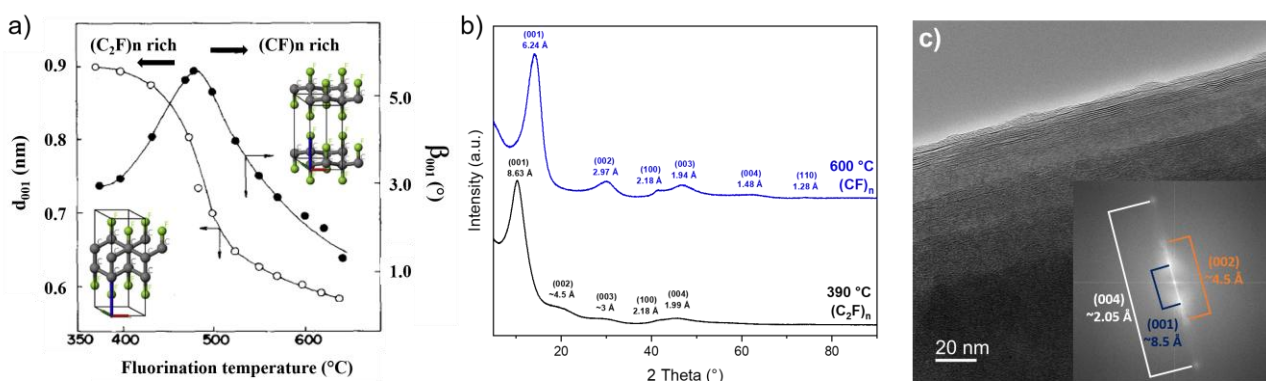 a)
(C₂F)n rich
(CF)n rich
0.9
0.8
0.7
0.6
d₀₀₁ (nm)
5.0
3.0
1.0
β₀₀₁ (°)
350
400
500
600
Fluorination temperature (°C)
b)
Intensity (a.u.)
(001)
6.24 Å
(002)
2.97 Å
(100)
2.18 Å
(003)
1.94 Å
(004)
1.48 Å
(110)
1.28 Å
600 °C
(CF)ₙ
(001)
8.63 Å
(002)
~4.5 Å
(003)
~3 Å
(100)
2.18 Å
(004)
1.99 Å
390 °C
(C₂F)ₙ
20
40
60
80
2 Theta (°)
c)
(004)
~2.05 Å
(002)
~4.5 Å
(001)
~8.5 Å
20 nm